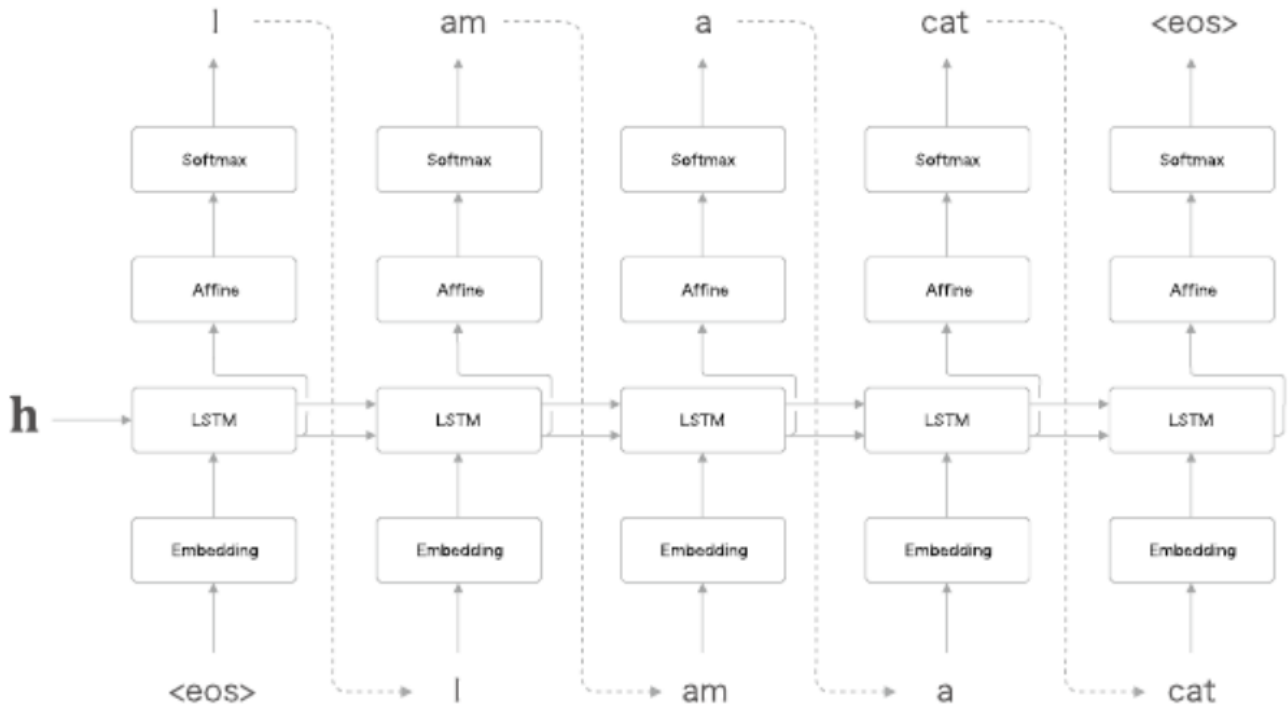 I am a cat <eos>
Softmax Softmax Softmax Softmax Softmax
Affine Affine Affine Affine Affine
h LSTM LSTM LSTM LSTM LSTM
Embedding Embedding Embedding Embedding Embedding
<eos> I am a cat